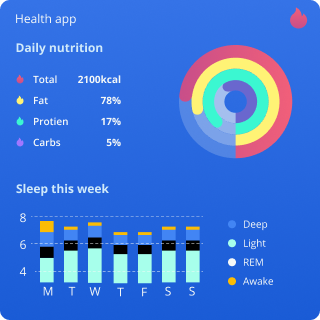 Health app
Daily nutrition
Total 2100kcal
Fat 78%
Protien 17%
Carbs 5%
Sleep this week
8
6
4
M T W T F S S
Deep
Light
REM
Awake